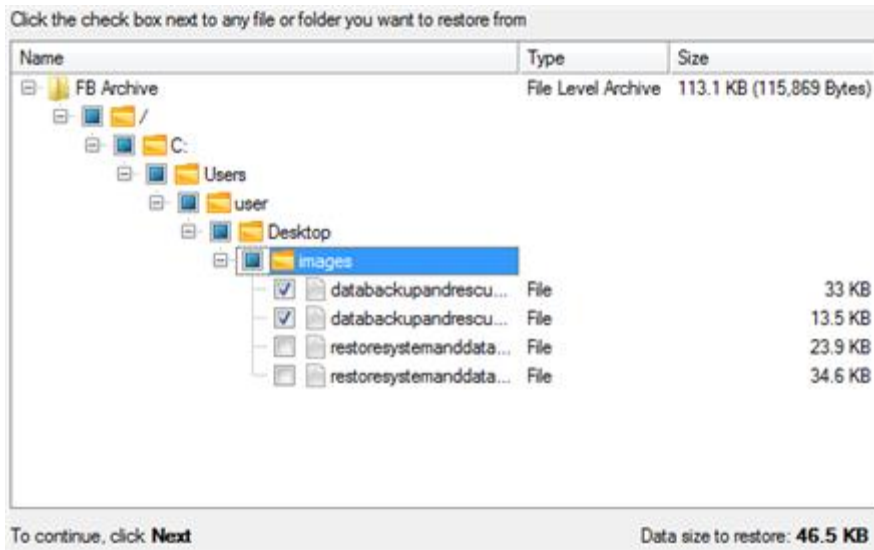 Click the check box next to any file or folder you want to restore from
Name Type Size
FB Archive File Level Archive 113.1 KB (115,869 Bytes)
/
C:
Users
user
Desktop
images
databackupandrescu... File 33 KB
databackupandrescu... File 13.5 KB
restoresystemanddata... File 23.9 KB
restoresystemanddata... File 34.6 KB
To continue, click Next Data size to restore: 46.5 KB